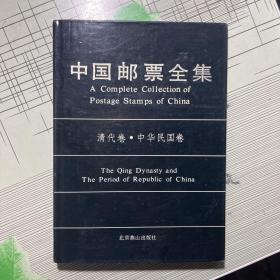 中国邮票全集
A Complete Collection of
Postage Stamps of China
清代卷·中华民国卷
The Qing Dynasty and
The Period of Republic of China
北京燕山出版社